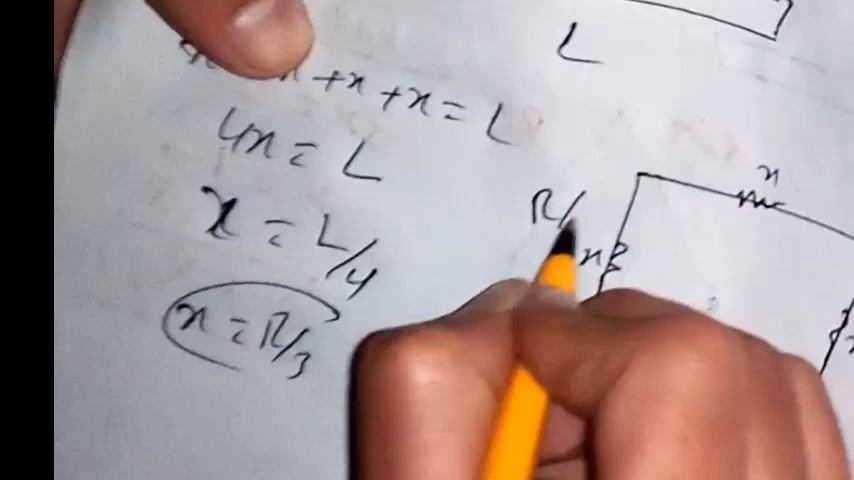 L
+x +x = L
4x = L
x = L/4
x = R/3
x
R/
x